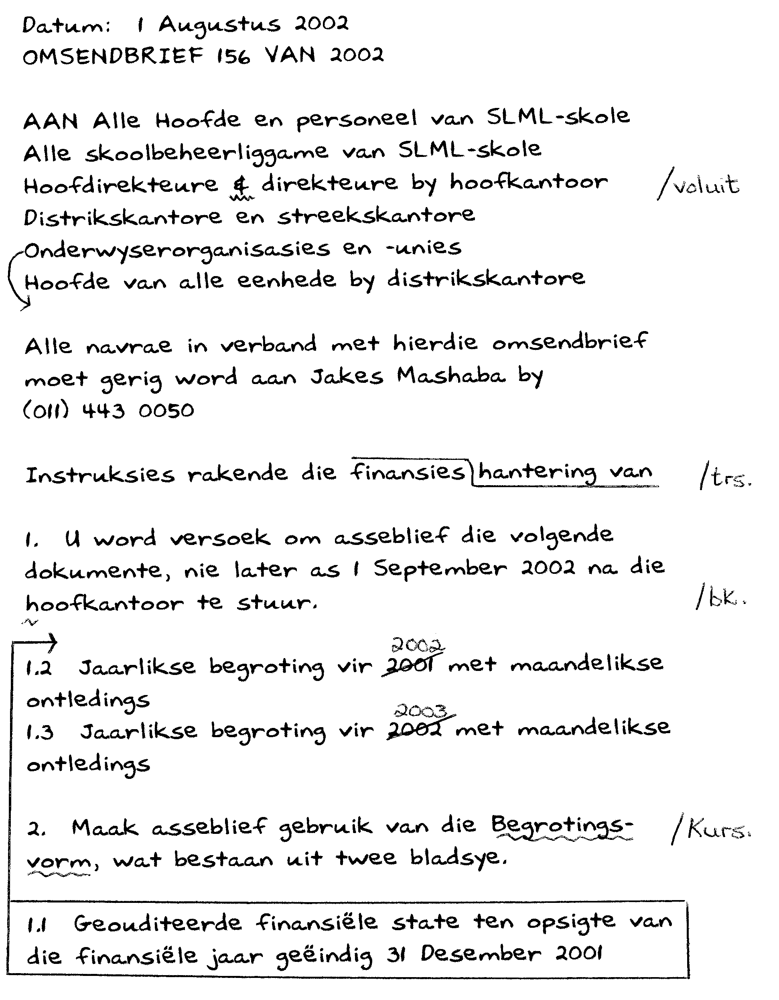 Datum: 1 Augustus 2002
OMSENDBRIEF 156 VAN 2002
AAN Alle Hoofde en personeel van SLML-skole
Alle skoolbeheerliggame van SLML-skole
Hoofdirekteure & direkteure by hoofkantoor /voluit
Distrikskantore en streekskantore
Onderwyserorganisasies en -unies
Hoofde van alle eenhede by distrikskantore
Alle navrae in verband met hierdie omsendbrief
moet gerig word aan Jakes Mashaba by
(011) 443 0050
Instruksies rakende die finansies hantering van /trs.
1. U word versoek om asseblief die volgende
dokumente, nie later as 1 September 2002 na die
hoofkantoor te stuur. /bk.
2002
1.2 Jaarlikse begroting vir 2001 met maandelikse
ontledings
2003
1.3 Jaarlikse begroting vir 2002 met maandelikse
ontledings
2. Maak asseblief gebruik van die Begrotings- /Kurs.
vorm, wat bestaan uit twee bladsye.
1.1 Geouditeerde finansiële state ten opsigte van
die finansiële jaar geëindig 31 Desember 2001